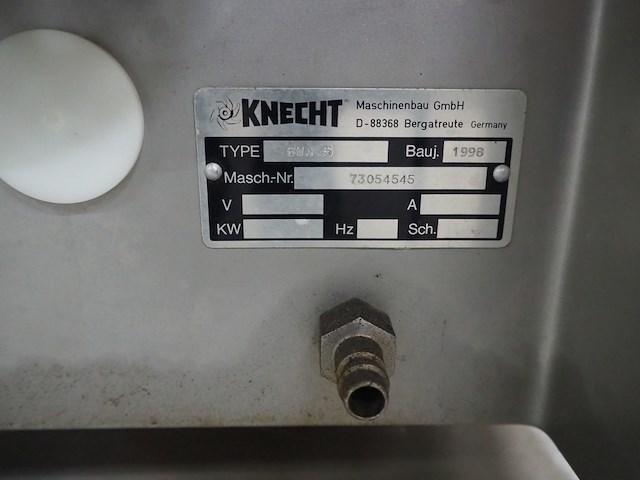 KNECHT Maschinenbau GmbH
D-88368 Bergatreute Germany
TYPE Bauj. 1998
Masch-Nr. 73054545
V A
KW Hz Sch.